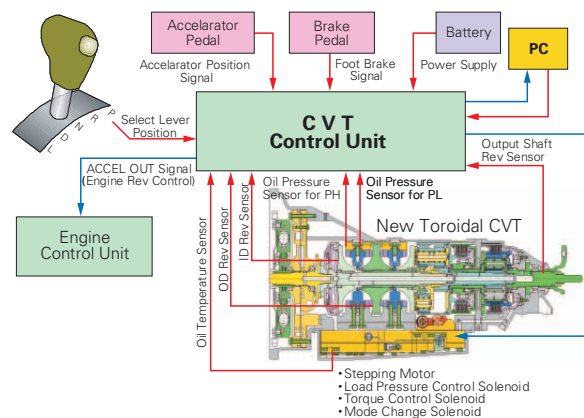 Accelarator
Pedal
Brake
Pedal
Battery
PC
Accelarator Position
Signal
Foot Brake
Signal
Power Supply
P
R
N
D
L
Select Lever
Position
C V T
Control Unit
Output Shaft
Rev Sensor
ACCEL OUT Signal
(Engine Rev Control)
Engine
Control Unit
Oil Temperature Sensor
OD Rev Sensor
ID Rev Sensor
Oil Pressure
Sensor for PH
Oil Pressure
Sensor for PL
New Toroidal CVT
•Stepping Motor
•Load Pressure Control Solenoid
•Torque Control Solenoid
•Mode Change Solenoid